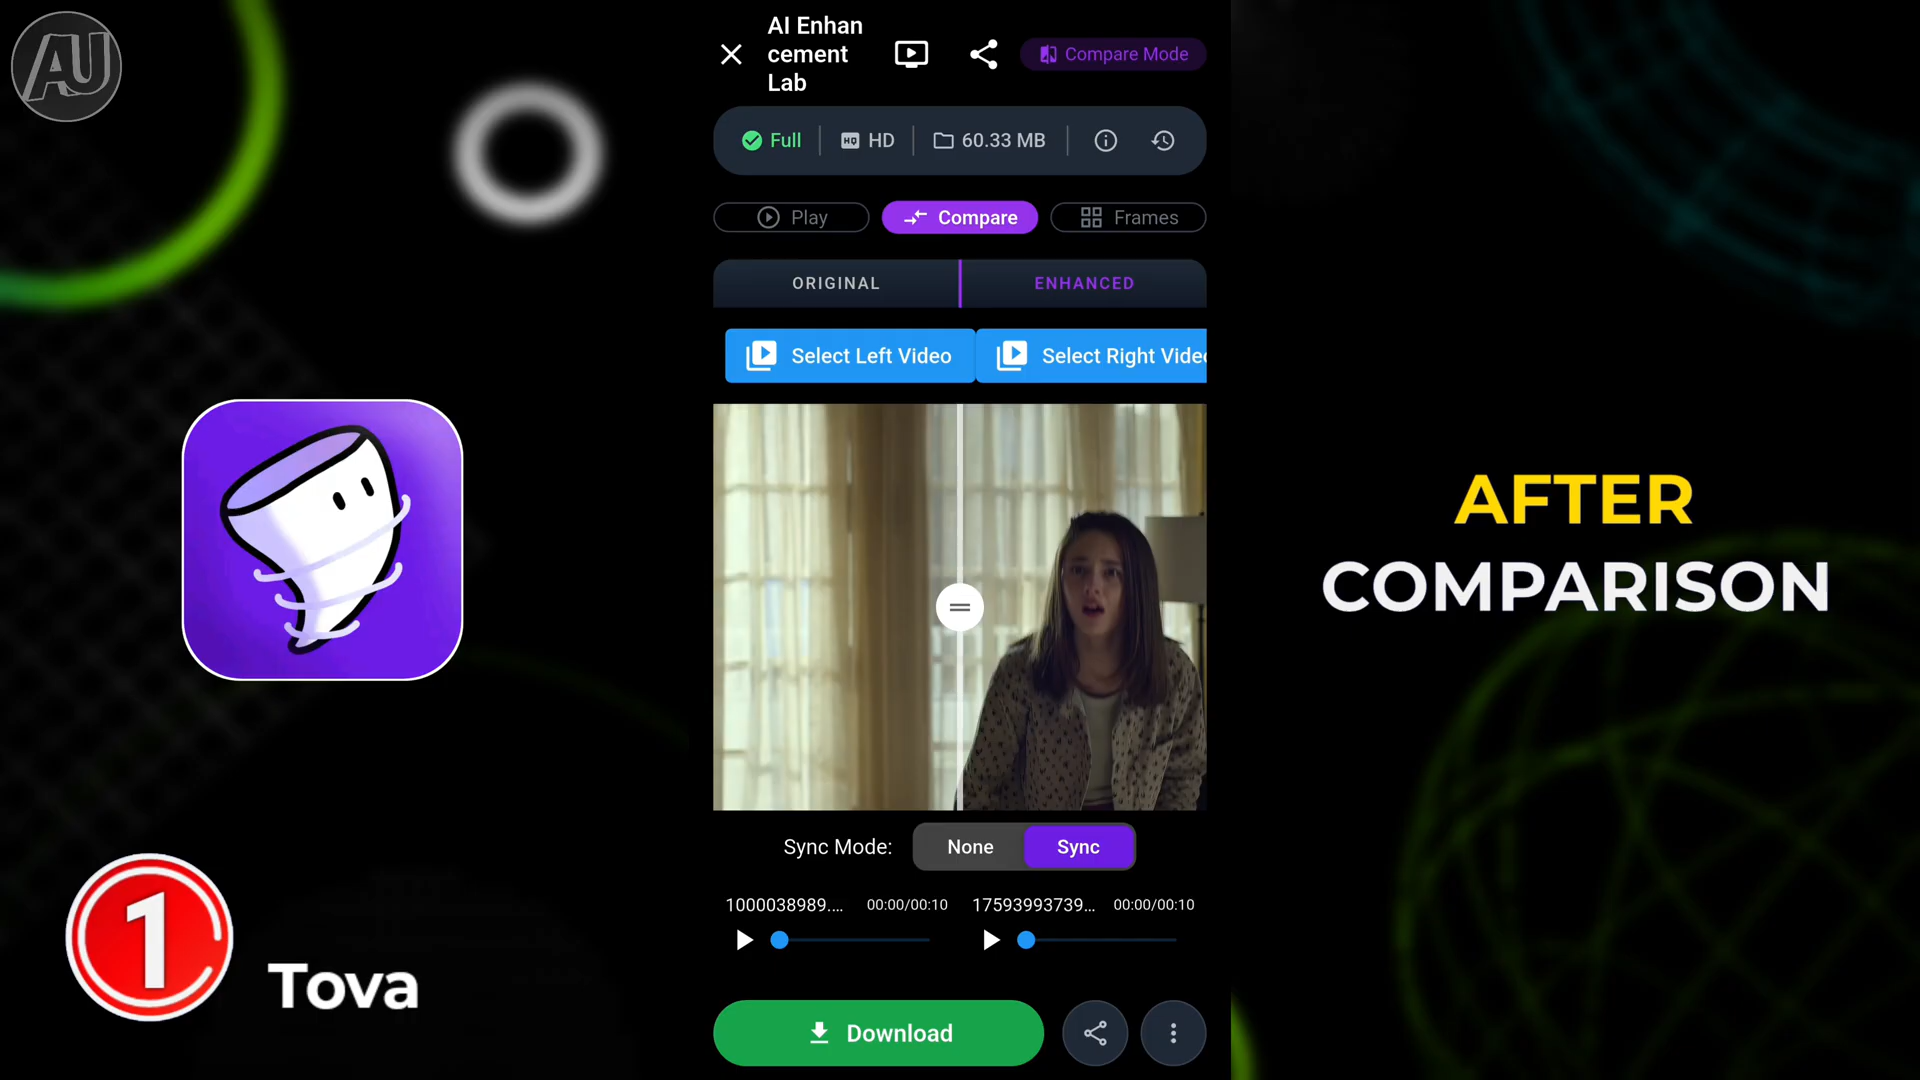 AU
AI Enhan
cement
Lab
Compare Mode
Full
HQ HD
60.33 MB
Play
Compare
Frames
ORIGINAL
ENHANCED
Select Left Video
Select Right Video
AFTER
COMPARISON
Sync Mode:
None
Sync
1000038989....
00:00/00:10
17593993739...
00:00/00:10
1
Tova
Download